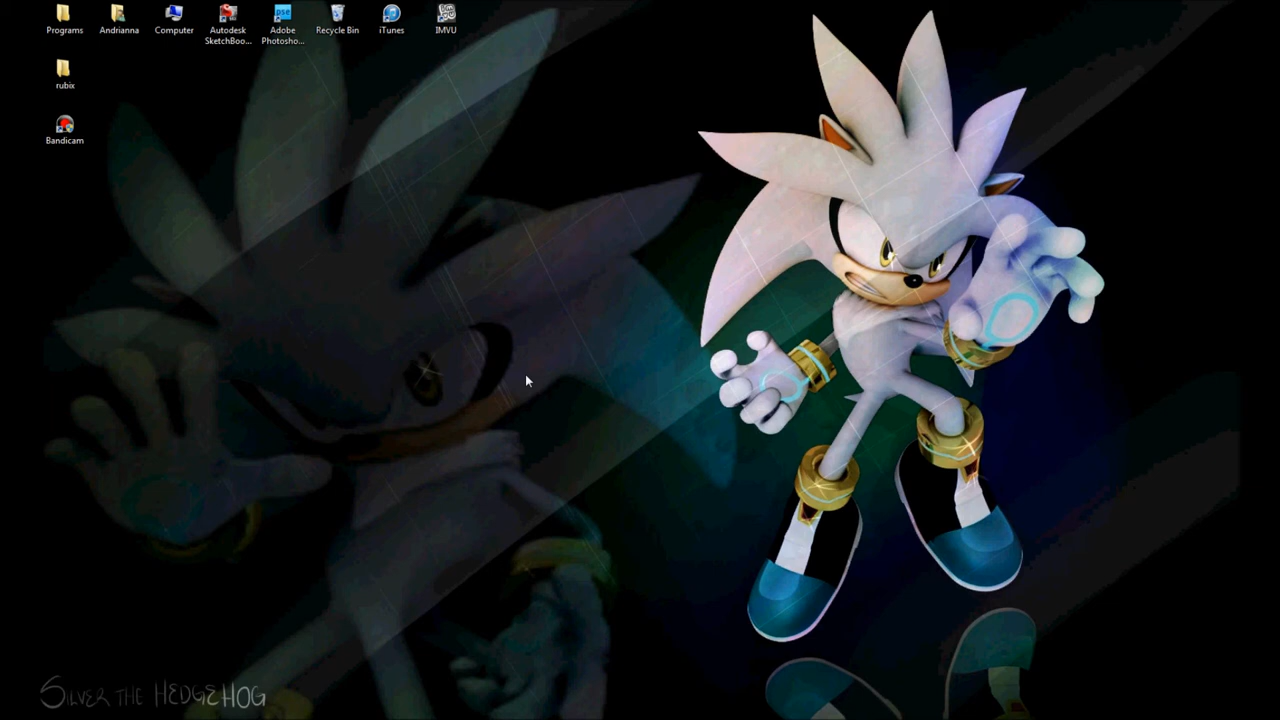 Programs
Andrianna
Computer
Autodesk
SketchBoo...
Adobe
Photosho...
Recycle Bin
iTunes
IMVU
rubix
Bandicam
SILVER THE HEDGEHOG